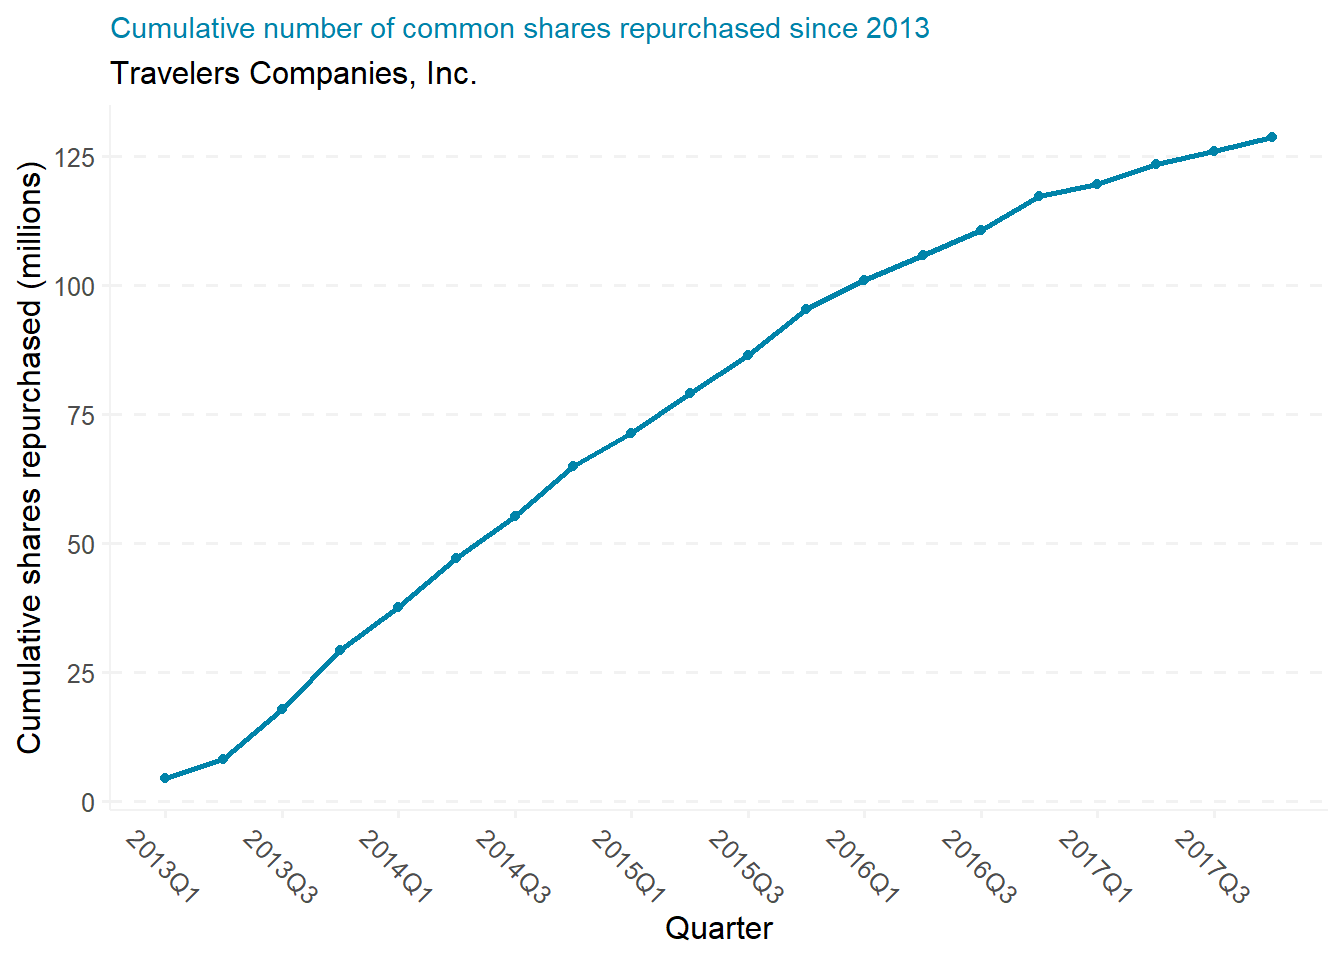 Cumulative number of common shares repurchased since 2013
Travelers Companies, Inc.
Cumulative shares repurchased (millions)
125
100
75
50
25
0
2013Q1
2013Q3
2014Q1
2014Q3
2015Q1
2015Q3
2016Q1
2016Q3
2017Q1
2017Q3
Quarter